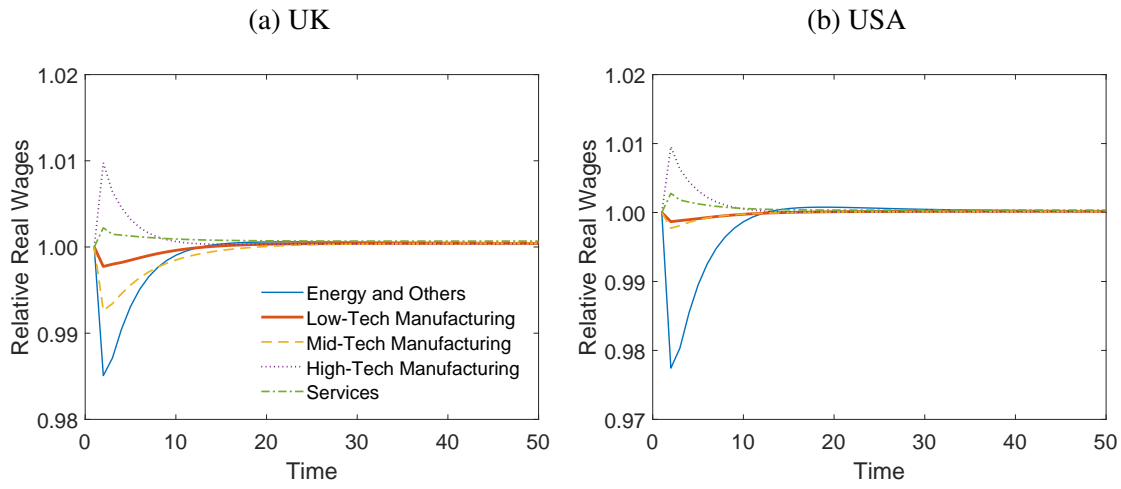 (a) UK
1.02
1.01
1.00
0.99
0.98
Relative Real Wages
Energy and Others
Low-Tech Manufacturing
Mid-Tech Manufacturing
High-Tech Manufacturing
Services
0 10 20 30 40 50
Time
(b) USA
1.02
1.01
1.00
0.99
0.98
0.97
Relative Real Wages
0 10 20 30 40 50
Time